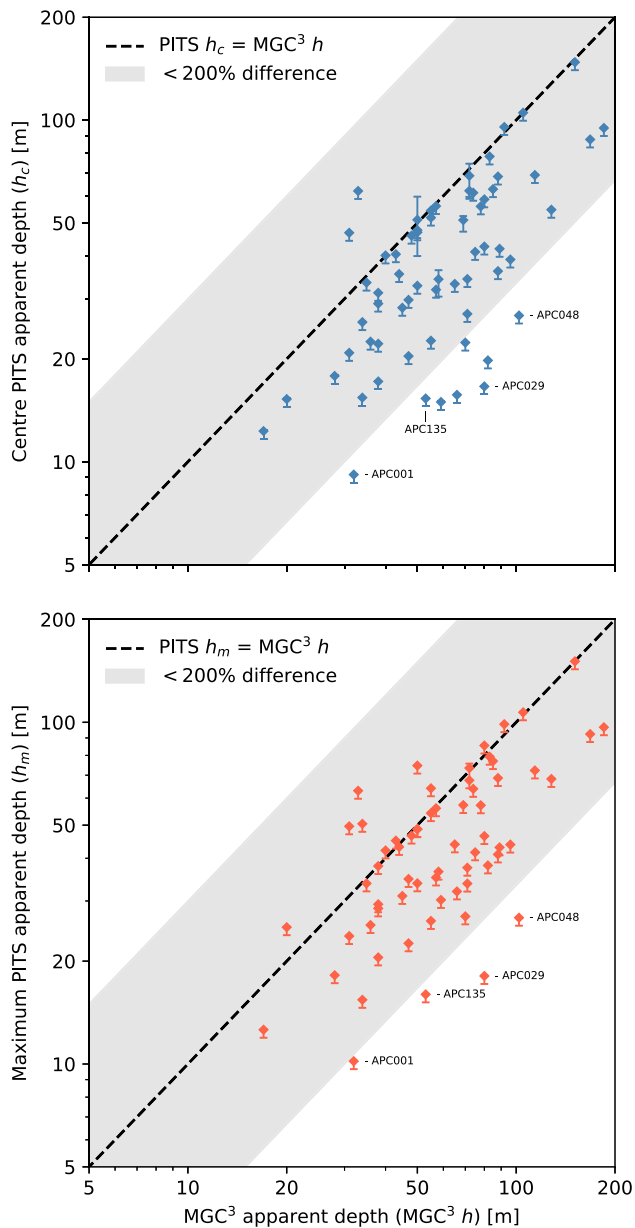 PITS h_c = MGC³ h
< 200% difference
200
100
50
20
10
5
Centre PITS apparent depth (h_c) [m]
- APC048
- APC029
APC135
- APC001
PITS h_m = MGC³ h
< 200% difference
200
100
50
20
10
5
Maximum PITS apparent depth (h_m) [m]
- APC048
- APC029
- APC135
- APC001
5 10 20 50 100 200
MGC³ apparent depth (MGC³ h) [m]